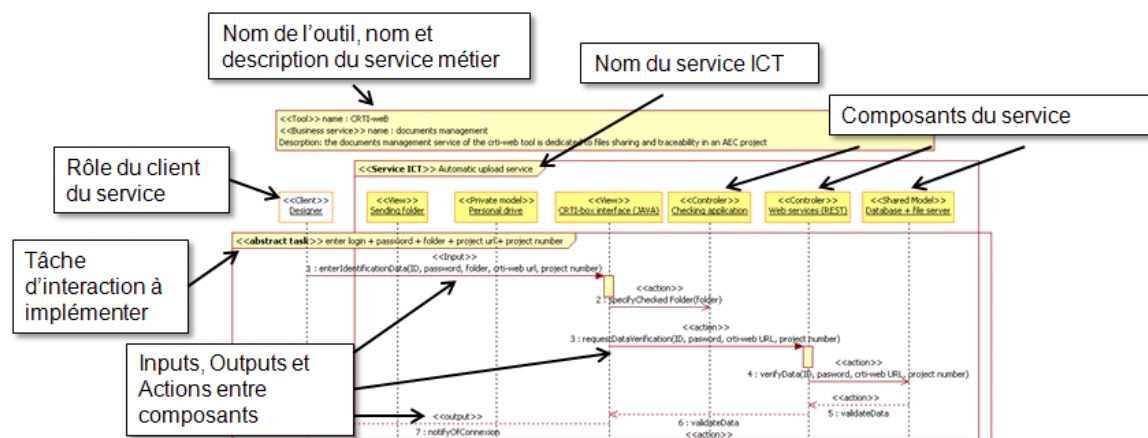 Nom de l'outil, nom et
description du service métier
Nom du service ICT
Composants du service
<<Tool>> name : CRTI-weB
<<Business service>> name : documents management
Descrption: the documents management service of the crti-web tool is dedicated to files sharing and traceability in an AEC project
Rôle du client
du service
<<Service ICT>> Automatic upload service
<<Client>>
Designer
<<View>>
Sending folder
<<Private model>>
Personal drive
<<View>>
CRTI-box interface (JAVA)
<<Controler>>
Checking application
<<Controler>>
Web services (REST)
<<Shared Model>>
Database + file server
<<abstract task>> enter login + password + folder + project url + project number
Tâche
d'interaction à
implémenter
<<Input>>
1 : enterIdentificationData(ID, password, folder, crti-web url, project number)
<<action>>
2 : specifyChecked Folder(folder)
<<action>>
3 : requestDataVerification(ID, pasword, crti-web URL, project number)
<<action>>
4 : verifyData(ID, pasword, crti-web URL, project number)
Inputs, Outputs et
Actions entre
composants
<<action>>
5 : validateData
<<action>>
6 : validateData
<<output>>
7 : notifyOfConnexion
<<action>>